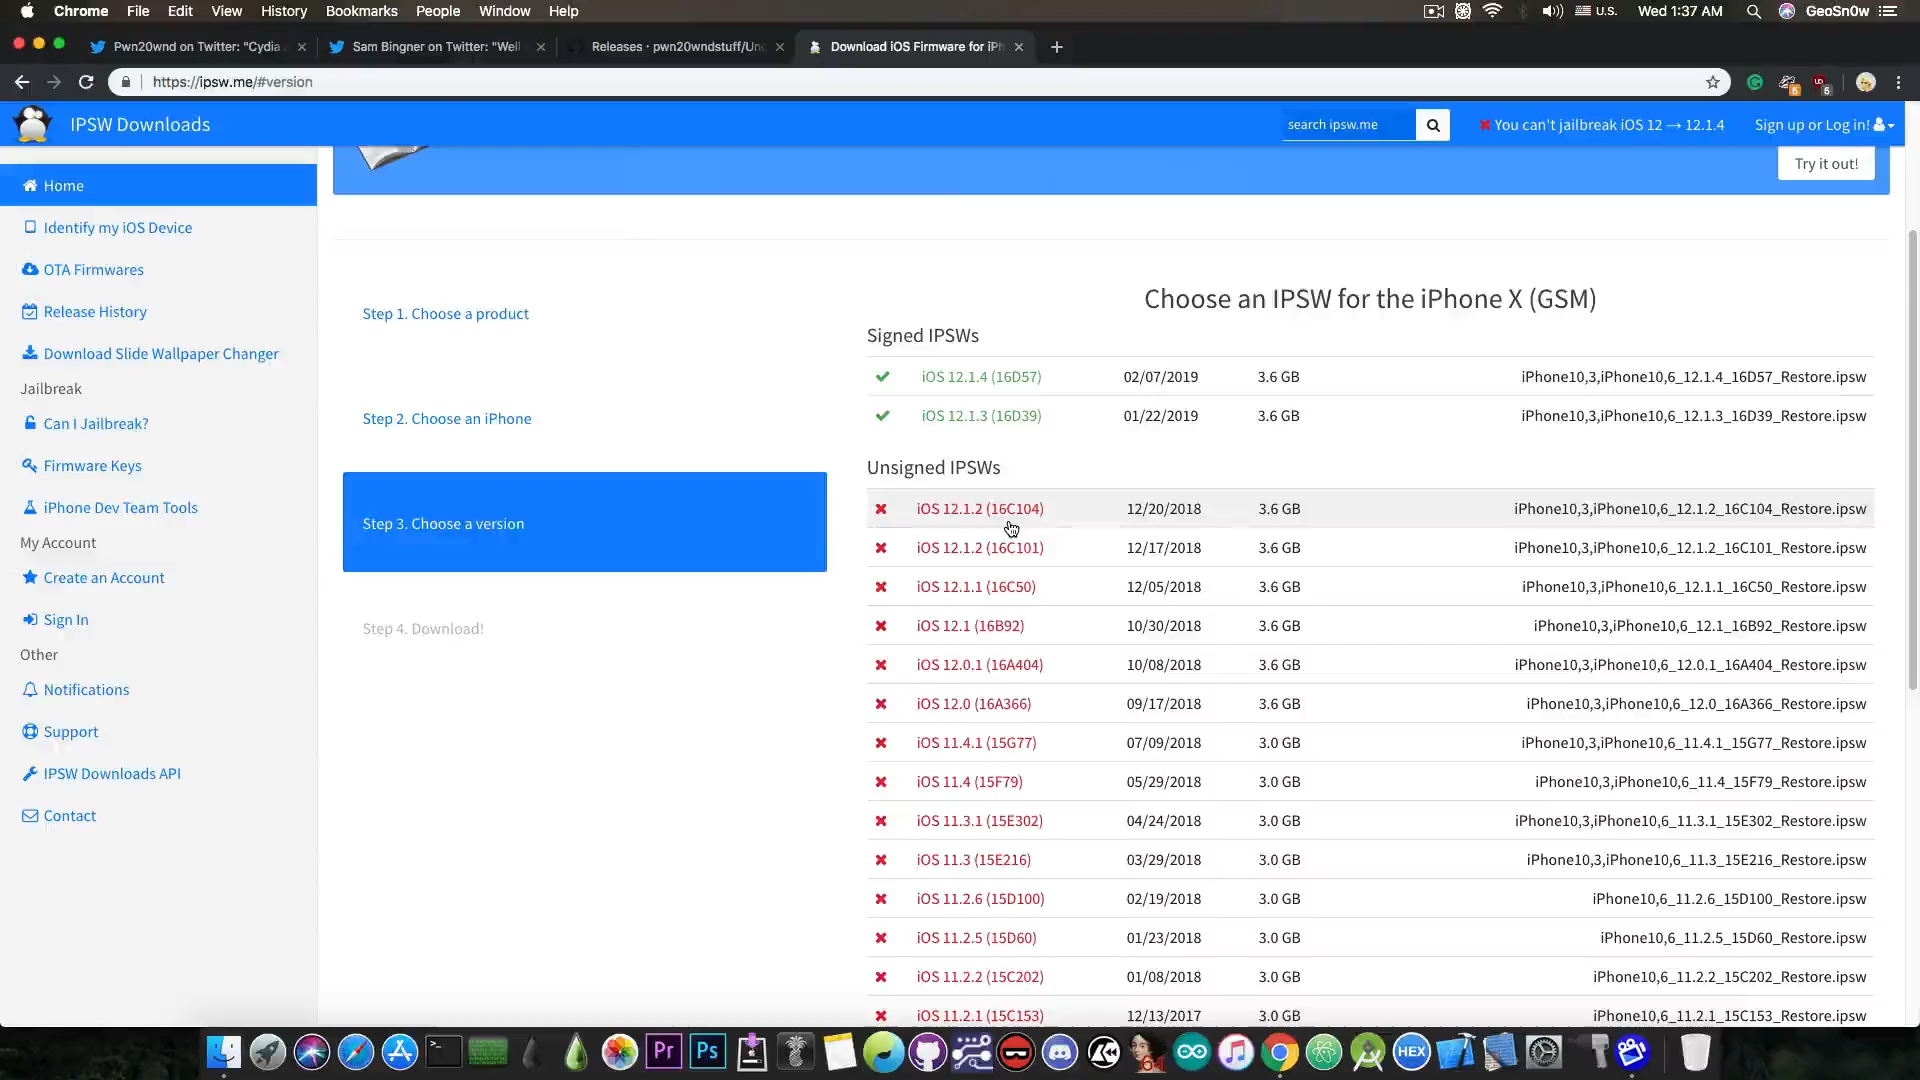 Chrome File Edit View History Bookmarks People Window Help U.S. Wed 1:37 AM GeoSn0w
Pwn20wnd on Twitter: "Cydia Sam Bingner on Twitter: "Well Releases · pwn20wndstuff/Unc Download iOS Firmware for iPh
https://ipsw.me/#version
IPSW Downloads search ipsw.me You can't jailbreak iOS 12 → 12.1.4 Sign up or Log in!
Try it out!
Home
Identify my iOS Device
OTA Firmwares
Release History
Download Slide Wallpaper Changer
Jailbreak
Can I Jailbreak?
Firmware Keys
iPhone Dev Team Tools
My Account
Create an Account
Sign In
Other
Notifications
Support
IPSW Downloads API
Contact
Step 1. Choose a product
Step 2. Choose an iPhone
Step 3. Choose a version
Step 4. Download!
Choose an IPSW for the iPhone X (GSM)
Signed IPSWs
iOS 12.1.4 (16D57) 02/07/2019 3.6 GB iPhone10,3,iPhone10,6_12.1.4_16D57_Restore.ipsw
iOS 12.1.3 (16D39) 01/22/2019 3.6 GB iPhone10,3,iPhone10,6_12.1.3_16D39_Restore.ipsw
Unsigned IPSWs
iOS 12.1.2 (16C104) 12/20/2018 3.6 GB iPhone10,3,iPhone10,6_12.1.2_16C104_Restore.ipsw
iOS 12.1.2 (16C101) 12/17/2018 3.6 GB iPhone10,3,iPhone10,6_12.1.2_16C101_Restore.ipsw
iOS 12.1.1 (16C50) 12/05/2018 3.6 GB iPhone10,3,iPhone10,6_12.1.1_16C50_Restore.ipsw
iOS 12.1 (16B92) 10/30/2018 3.6 GB iPhone10,3,iPhone10,6_12.1_16B92_Restore.ipsw
iOS 12.0.1 (16A404) 10/08/2018 3.6 GB iPhone10,3,iPhone10,6_12.0.1_16A404_Restore.ipsw
iOS 12.0 (16A366) 09/17/2018 3.6 GB iPhone10,3,iPhone10,6_12.0_16A366_Restore.ipsw
iOS 11.4.1 (15G77) 07/09/2018 3.0 GB iPhone10,3,iPhone10,6_11.4.1_15G77_Restore.ipsw
iOS 11.4 (15F79) 05/29/2018 3.0 GB iPhone10,3,iPhone10,6_11.4_15F79_Restore.ipsw
iOS 11.3.1 (15E302) 04/24/2018 3.0 GB iPhone10,3,iPhone10,6_11.3.1_15E302_Restore.ipsw
iOS 11.3 (15E216) 03/29/2018 3.0 GB iPhone10,3,iPhone10,6_11.3_15E216_Restore.ipsw
iOS 11.2.6 (15D100) 02/19/2018 3.0 GB iPhone10,6_11.2.6_15D100_Restore.ipsw
iOS 11.2.5 (15D60) 01/23/2018 3.0 GB iPhone10,6_11.2.5_15D60_Restore.ipsw
iOS 11.2.2 (15C202) 01/08/2018 3.0 GB iPhone10,6_11.2.2_15C202_Restore.ipsw
iOS 11.2.1 (15C153) 12/13/2017 3.0 GB iPhone10,6_11.2.1_15C153_Restore.ipsw
Pr Ps HEX